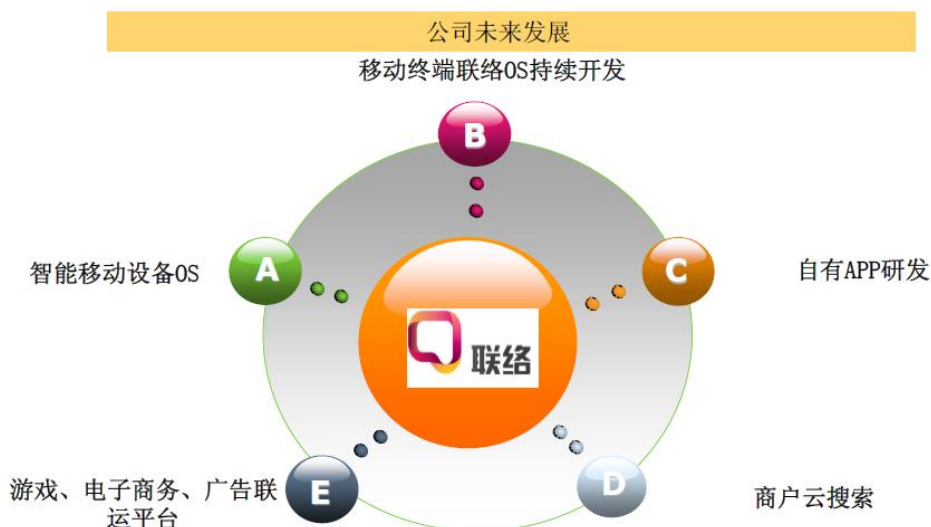 公司未来发展
移动终端联络OS持续开发
B
智能移动设备OS
A
C
自有APP研发
联络
游戏、电子商务、广告联
运平台
E
D
商户云搜索